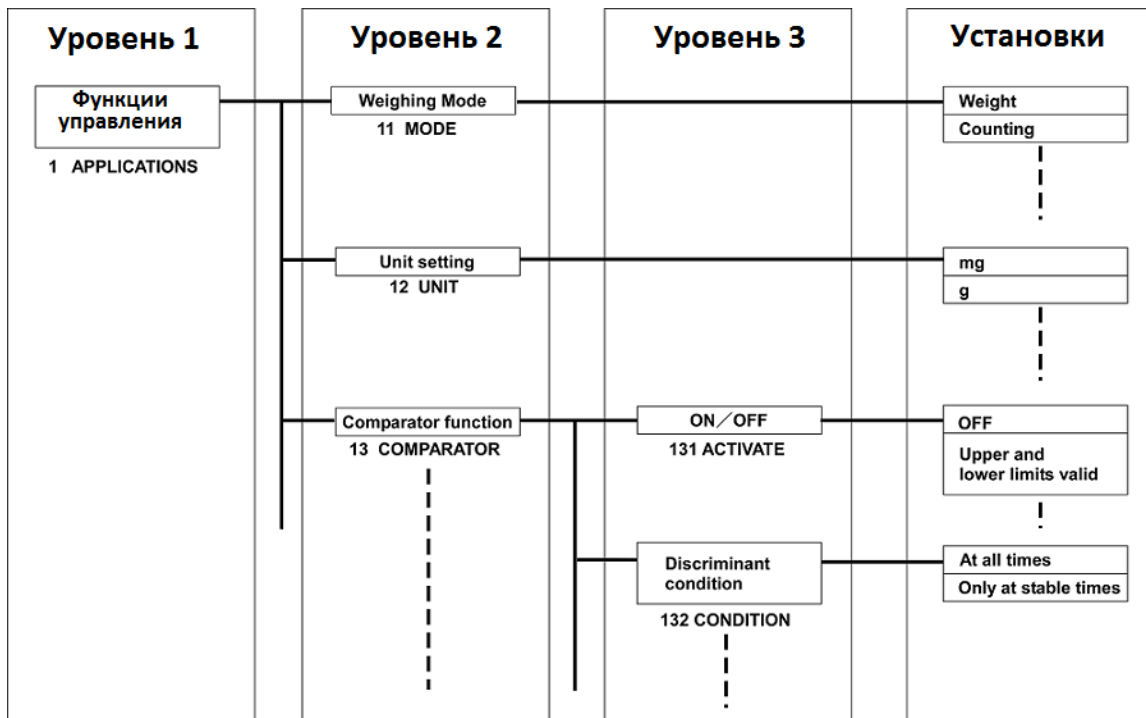 Уровень 1
Уровень 2
Уровень 3
Установки
Функции
управления
1 APPLICATIONS
Weighing Mode
11 MODE
Weight
Counting
Unit setting
12 UNIT
mg
g
Comparator function
13 COMPARATOR
ON／OFF
131 ACTIVATE
OFF
Upper and
lower limits valid
Discriminant
condition
132 CONDITION
At all times
Only at stable times